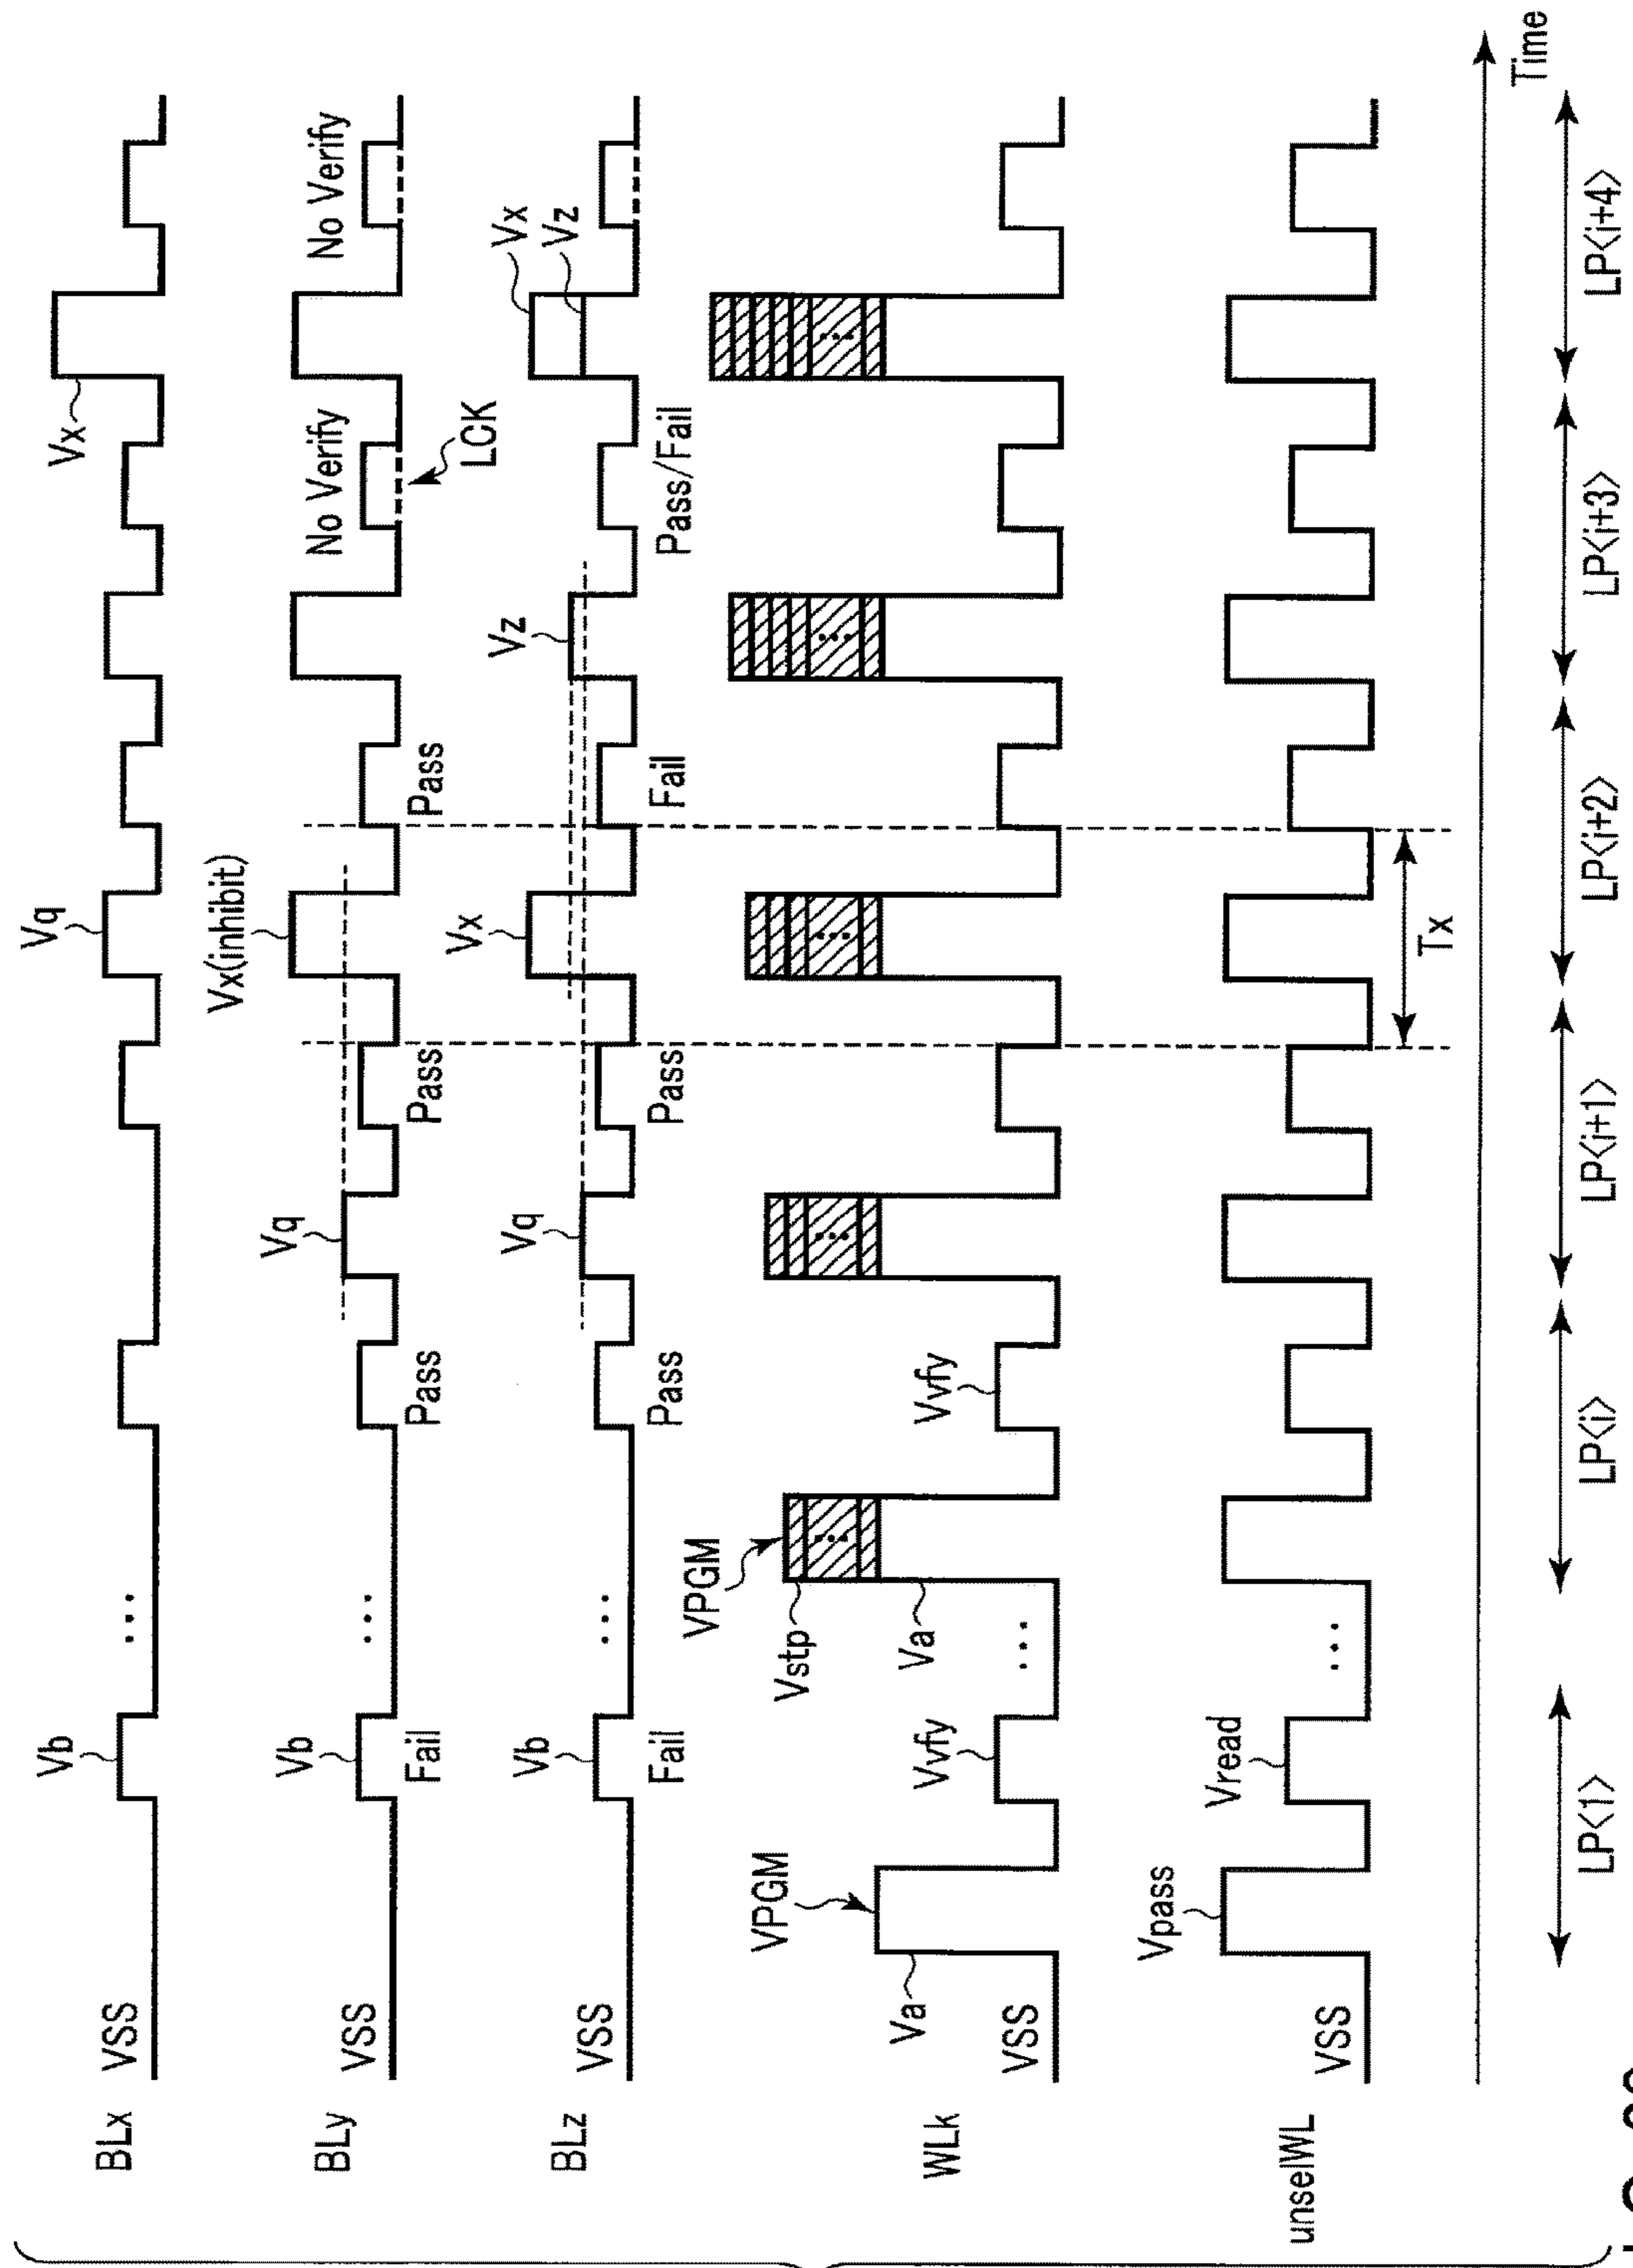 BLx
VSS
Vb
...
Vq
Vx
BLy
VSS
Vb
Fail
...
Pass
Vq
Pass
Vx(inhibit)
Pass
No Verify
LCK
No Verify
BLz
VSS
Vb
Fail
...
Pass
Vq
Pass
Vx
Fail
Vz
Pass/Fail
Vx
Vz
WLk
VSS
Va
VPGM
Vvfy
...
Va
Vstp
VPGM
...
Vvfy
...
...
...
...
unselWL
VSS
Vpass
Vread
...
Tx
Time
LP<1>
LP<i>
LP<i+1>
LP<i+2>
LP<i+3>
LP<i+4>